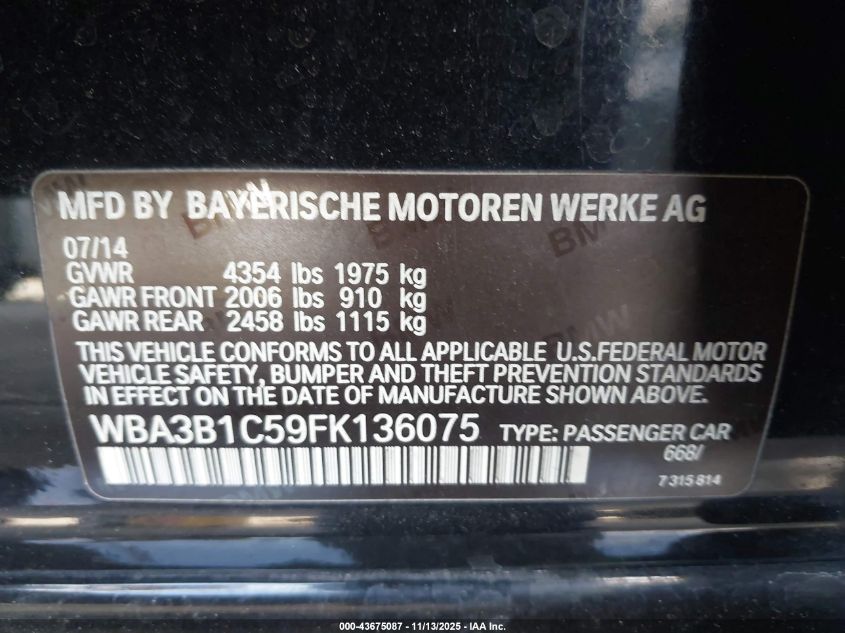 MFD BY BAYERISCHE MOTOREN WERKE AG
07/14
GVWR 4354 lbs 1975 kg
GAWR FRONT 2006 lbs 910 kg
GAWR REAR 2458 lbs 1115 kg
THIS VEHICLE CONFORMS TO ALL APPLICABLE U.S.FEDERAL MOTOR
VEHICLE SAFETY, BUMPER AND THEFT PREVENTION STANDARDS
IN EFFECT ON THE DATE OF MANUFACTURE SHOWN ABOVE.
WBA3B1C59FK136075 TYPE: PASSENGER CAR
668/
7 315 814
000-43675087 - 11/13/2025 - IAA Inc.